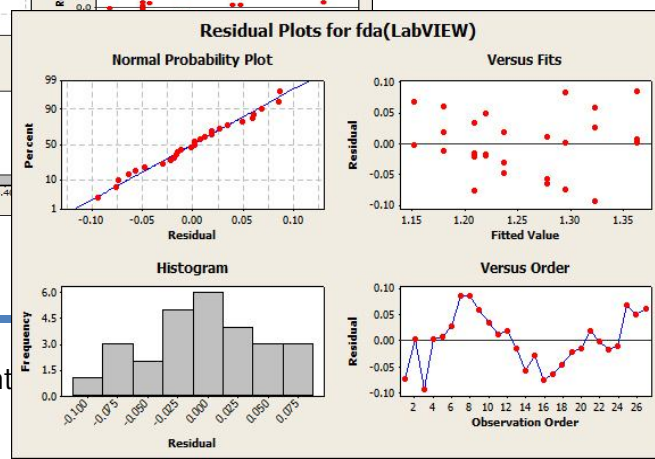 0.0
Residual Plots for fda(LabVIEW)
Normal Probability Plot
99
90
50
10
1
Percent
-0.10 -0.05 0.00 0.05 0.10
Residual
Versus Fits
0.10
0.05
0.00
-0.05
-0.10
Residual
1.15 1.20 1.25 1.30 1.35
Fitted Value
Histogram
6.0
4.5
3.0
1.5
0.0
Frequency
-0.100 -0.075 -0.050 -0.025 0.000 0.025 0.050 0.075
Residual
Versus Order
0.10
0.05
0.00
-0.05
-0.10
Residual
2 4 6 8 10 12 14 16 18 20 22 24 26
Observation Order